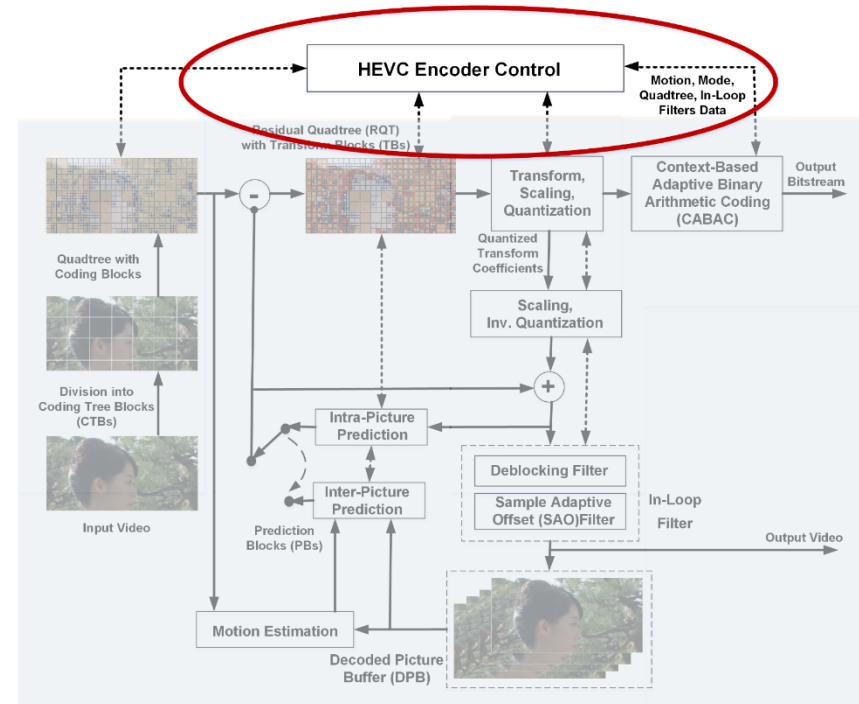 HEVC Encoder Control
Motion, Mode,
Quadtree, In-Loop
Filters Data
Residual Quadtree (RQT)
with Transform Blocks (TBs)
-
Transform,
Scaling,
Quantization
Context-Based
Adaptive Binary
Arithmetic Coding
(CABAC)
Output
Bitstream
Quadtree with
Coding Blocks
Quantized
Transform
Coefficients
Scaling,
Inv. Quantization
+
Division into
Coding Tree Blocks
(CTBs)
Intra-Picture
Prediction
Inter-Picture
Prediction
Prediction
Blocks (PBs)
Deblocking Filter
Sample Adaptive
Offset (SAO)Filter
In-Loop
Filter
Input Video
Output Video
Motion Estimation
Decoded Picture
Buffer (DPB)